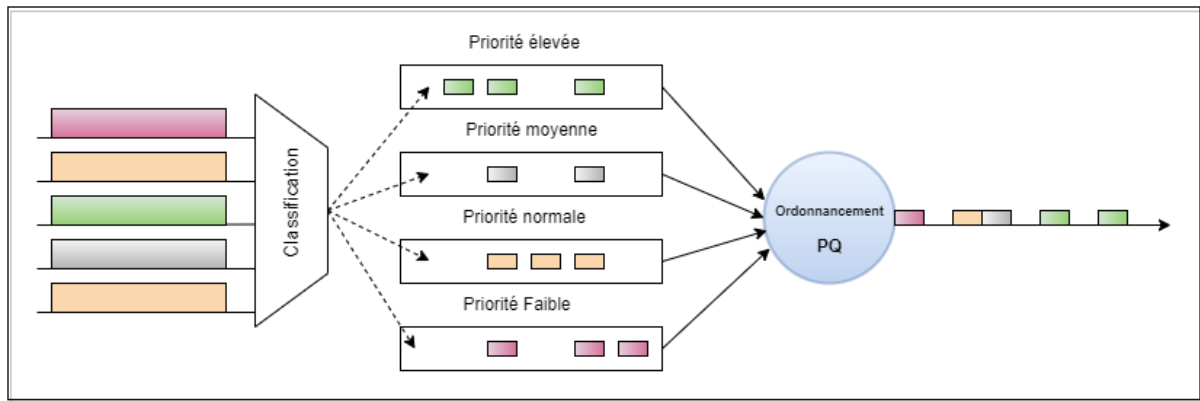 Classification
Priorité élevée
Priorité moyenne
Priorité normale
Priorité Faible
Ordonnancement
PQ